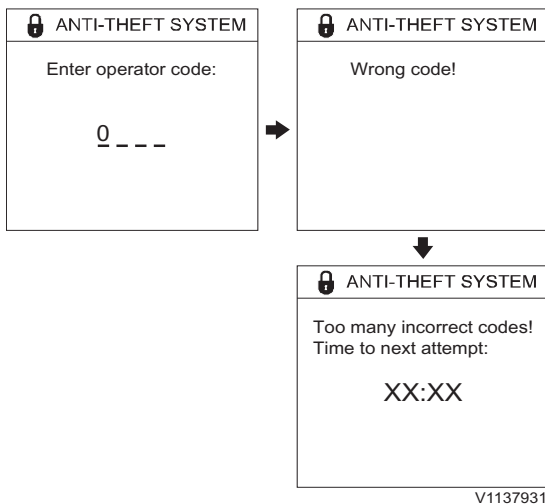 ANTI-THEFT SYSTEM
Enter operator code:
0 _ _ _
ANTI-THEFT SYSTEM
Wrong code!
ANTI-THEFT SYSTEM
Too many incorrect codes!
Time to next attempt:
XX:XX
V1137931